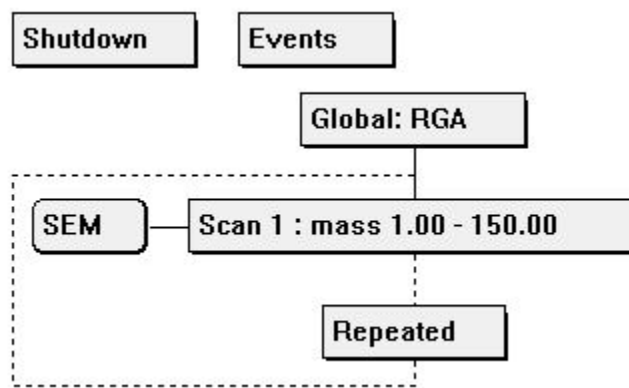 Shutdown
Events
Global: RGA
SEM
Scan 1 : mass 1.00 - 150.00
Repeated